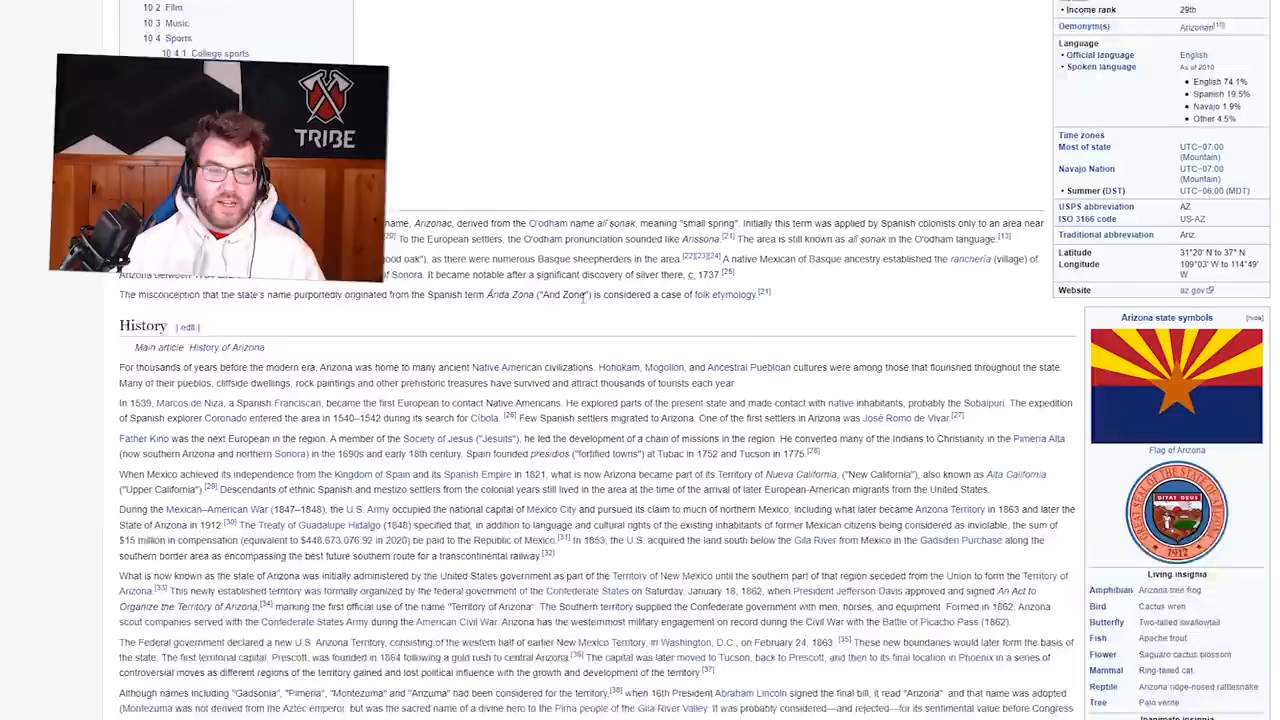 10 2 Film
10 3 Music
10 4 Sports
10 4 1 College sports
TRIBE
name, Arizonac, derived from the O'odham name alĭ ṣonak, meaning "small spring". Initially this term was applied by Spanish colonists only to an area near
[20] To the European settlers, the O'odham pronunciation sounded like Arissona.[21] The area is still known as alĭ ṣonak in the O'odham language.[13]
ood oak"), as there were numerous Basque sheepherders in the area.[22][23][24] A native Mexican of Basque ancestry established the ranchería (village) of
Arizona between of Sonora. It became notable after a significant discovery of silver there, c. 1737 [25]
The misconception that the state's name purportedly originated from the Spanish term Árida Zona ("Arid Zone") is considered a case of folk etymology.[21]
History [ edit ]
Main article History of Arizona
For thousands of years before the modern era, Arizona was home to many ancient Native American civilizations. Hohokam, Mogollon, and Ancestral Puebloan cultures were among those that flourished throughout the state.
Many of their pueblos, cliffside dwellings, rock paintings and other prehistoric treasures have survived and attract thousands of tourists each year.
In 1539, Marcos de Niza, a Spanish Franciscan, became the first European to contact Native Americans. He explored parts of the present state and made contact with native inhabitants, probably the Sobaipuri. The expedition
of Spanish explorer Coronado entered the area in 1540–1542 during its search for Cíbola. [26] Few Spanish settlers migrated to Arizona. One of the first settlers in Arizona was José Romo de Vivar.[27]
Father Kino was the next European in the region. A member of the Society of Jesus ("Jesuits"), he led the development of a chain of missions in the region. He converted many of the Indians to Christianity in the Pimería Alta
(now southern Arizona and northern Sonora) in the 1690s and early 18th century. Spain founded presidios ("fortified towns") at Tubac in 1752 and Tucson in 1775.[28]
When Mexico achieved its independence from the Kingdom of Spain and its Spanish Empire in 1821, what is now Arizona became part of its Territory of Nueva California, ("New California"), also known as Alta California
("Upper California").[29] Descendants of ethnic Spanish and mestizo settlers from the colonial years still lived in the area at the time of the arrival of later European-American migrants from the United States.
During the Mexican–American War (1847–1848), the U.S. Army occupied the national capital of Mexico City and pursued its claim to much of northern Mexico, including what later became Arizona Territory in 1863 and later the
State of Arizona in 1912 [30] The Treaty of Guadalupe Hidalgo (1848) specified that, in addition to language and cultural rights of the existing inhabitants of former Mexican citizens being considered as inviolable, the sum of
$15 million in compensation (equivalent to $448,673,076.92 in 2020) be paid to the Republic of Mexico.[31] In 1853, the U.S. acquired the land south below the Gila River from Mexico in the Gadsden Purchase along the
southern border area as encompassing the best future southern route for a transcontinental railway.[32]
What is now known as the state of Arizona was initially administered by the United States government as part of the Territory of New Mexico until the southern part of that region seceded from the Union to form the Territory of
Arizona.[33] This newly established territory was formally organized by the federal government of the Confederate States on Saturday, January 18, 1862, when President Jefferson Davis approved and signed An Act to
Organize the Territory of Arizona,[34] marking the first official use of the name "Territory of Arizona" The Southern territory supplied the Confederate government with men, horses, and equipment Formed in 1862, Arizona
scout companies served with the Confederate States Army during the American Civil War. Arizona has the westernmost military engagement on record during the Civil War with the Battle of Picacho Pass (1862).
The Federal government declared a new U.S. Arizona Territory, consisting of the western half of earlier New Mexico Territory, in Washington, D.C., on February 24, 1863. [35] These new boundaries would later form the basis of
the state. The first territorial capital, Prescott, was founded in 1864 following a gold rush to central Arizona.[36] The capital was later moved to Tucson, back to Prescott, and then to its final location in Phoenix in a series of
controversial moves as different regions of the territory gained and lost political influence with the growth and development of the territory.[37]
Although names including "Gadsonia", "Pimeria", "Montezuma" and "Arizuma" had been considered for the territory,[38] when 16th President Abraham Lincoln signed the final bill, it read "Arizona" and that name was adopted
(Montezuma was not derived from the Aztec emperor but was the sacred name of a divine hero to the Pima people of the Gila River Valley It was probably considered—and rejected—for its sentimental value before Congress
• Income rank 29th
Demonym(s) Arizonan[10]
Language
• Official language English
• Spoken language As of 2010
• English 74.1%
• Spanish 19.5%
• Navajo 1.9%
• Other 4.5%
Time zones
Most of state UTC−07:00
(Mountain)
Navajo Nation UTC−07:00
(Mountain)
• Summer (DST) UTC−06:00 (MDT)
USPS abbreviation AZ
ISO 3166 code US-AZ
Traditional abbreviation Ariz.
Latitude 31°20′ N to 37° N
Longitude 109°03′ W to 114°49′
W
Website az gov
Arizona state symbols [hide]
Flag of Arizona
GREAT SEAL OF THE STATE OF ARIZONA
DITAT DEUS
1912
Living insignia
Amphibian Arizona tree frog
Bird Cactus wren
Butterfly Two-tailed swallowtail
Fish Apache trout
Flower Saguaro cactus blossom
Mammal Ring-tailed cat
Reptile Arizona ridge-nosed rattlesnake
Tree Palo verde
Inanimate insignia